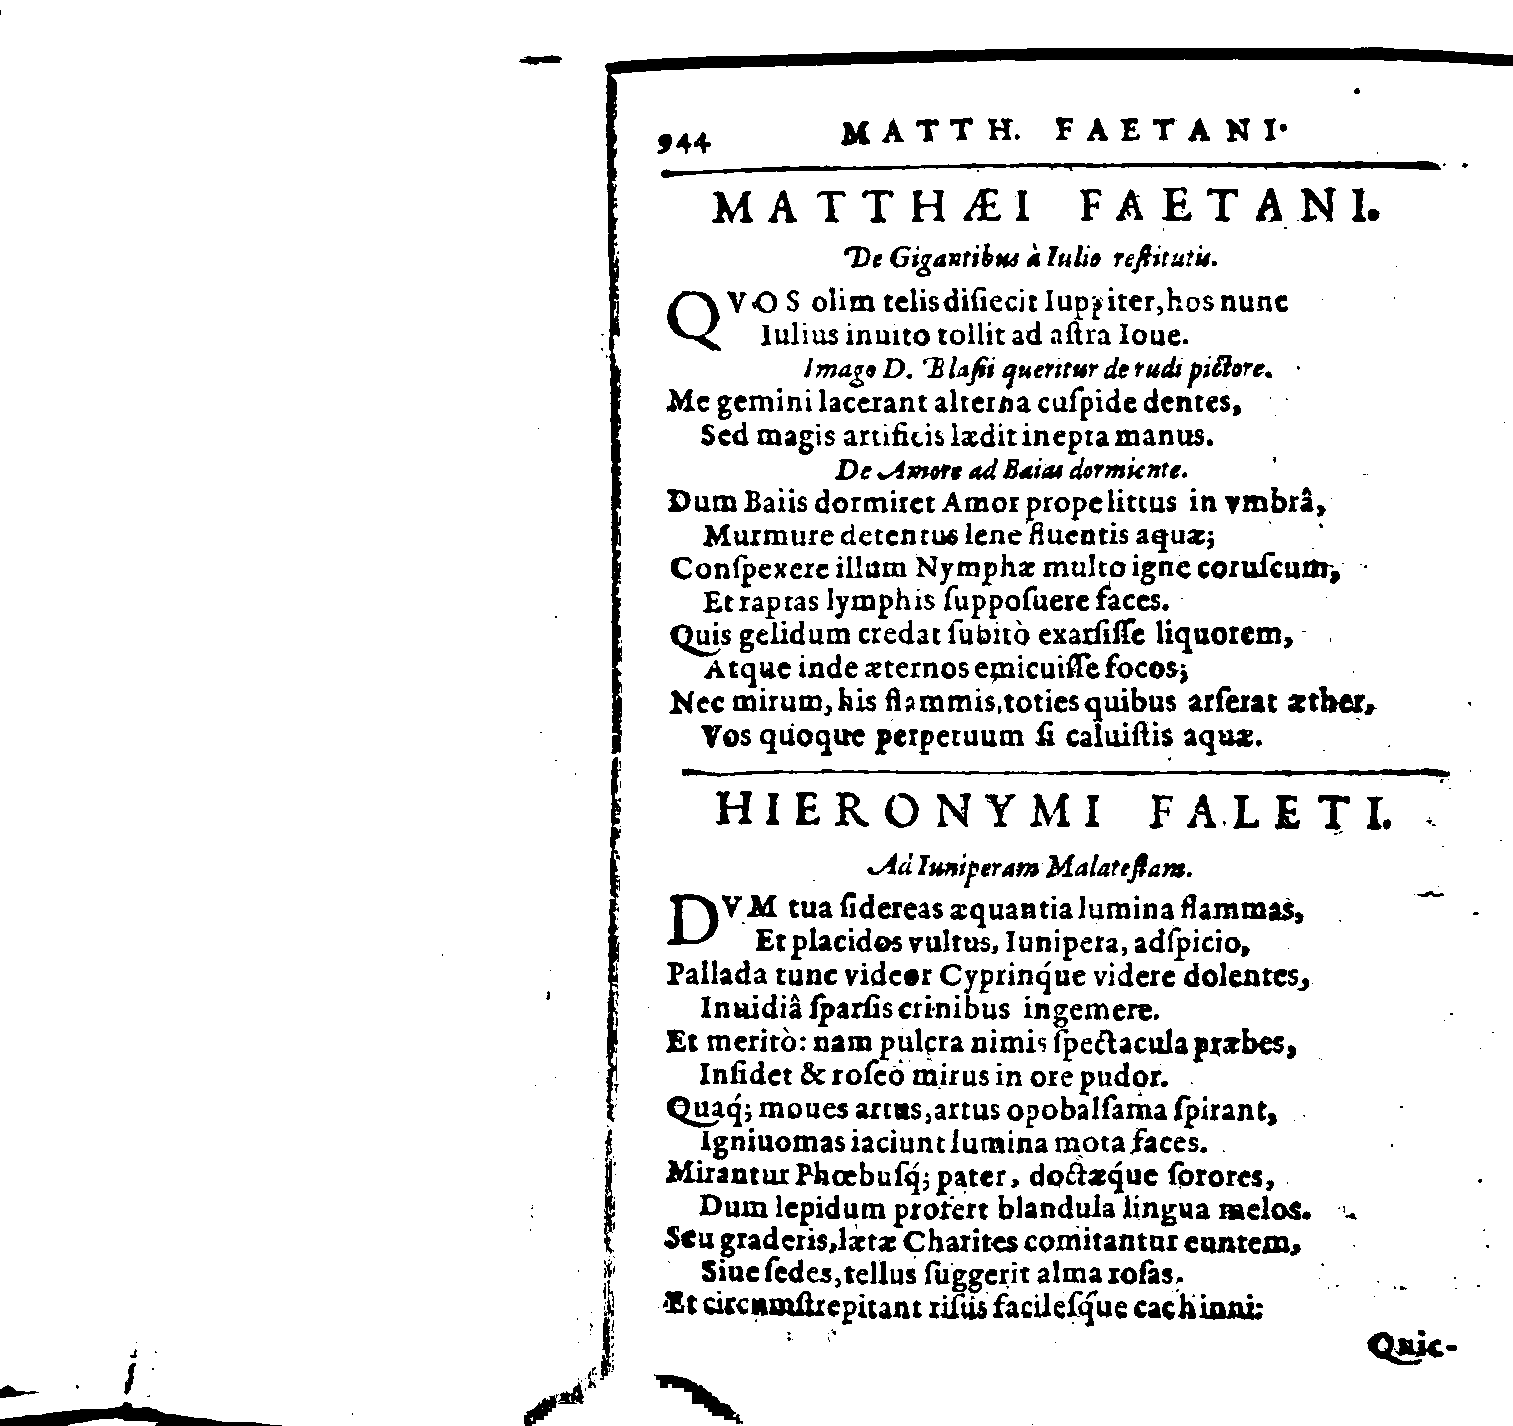 944 MATTH. FAETANI.
MATTHÆI FAETANI.
De Gigantibus à Iulio reſtitutis.
QVOS olim telis diſiecit Iuppiter, hos nunc
Iulius inuito tollit ad aſtra Ioue.
Imago D. Blaſii queritur de rudi pictore.
Me gemini lacerant alterna cuſpide dentes,
Sed magis artificis lædit inepta manus.
De Amore ad Baias dormiente.
Dum Baiis dormiret Amor prope littus in vmbrâ,
Murmure detentus lene fluentis aquæ;
Conſpexere illum Nymphæ multo igne coruſcum,
Et raptas lymphis ſuppoſuere faces.
Quis gelidum credat ſubitò exarſiſſe liquorem,
Atque inde æternos emicuiſſe focos;
Nec mirum, his flammis, toties quibus arſerat æther,
Vos quoque perpetuum ſi caluiſtis aquæ.
HIERONYMI FALETI.
Ad Iuniperam Malateſtam.
DVM tua ſidereas æquantia lumina flammas,
Et placidos vultus, Iunipera, adſpicio,
Pallada tunc videor Cyprinq́ue videre dolentes,
Inuidiâ ſparſis crinibus ingemere.
Et meritò: nam pulcra nimis ſpectacula præbes,
Inſidet & roſeo mirus in ore pudor.
Quaq́; moues artus, artus opobalſama ſpirant,
Igniuomas iaciunt lumina mota faces.
Mirantur Phœbuſq́; pater, doctæq́ue ſorores,
Dum lepidum profert blandula lingua melos.
Seu graderis, lætæ Charites comitantur euntem,
Siue ſedes, tellus ſuggerit alma roſas.
Et circumſtrepitant riſus facileſq́ue cachinni:
Quic-